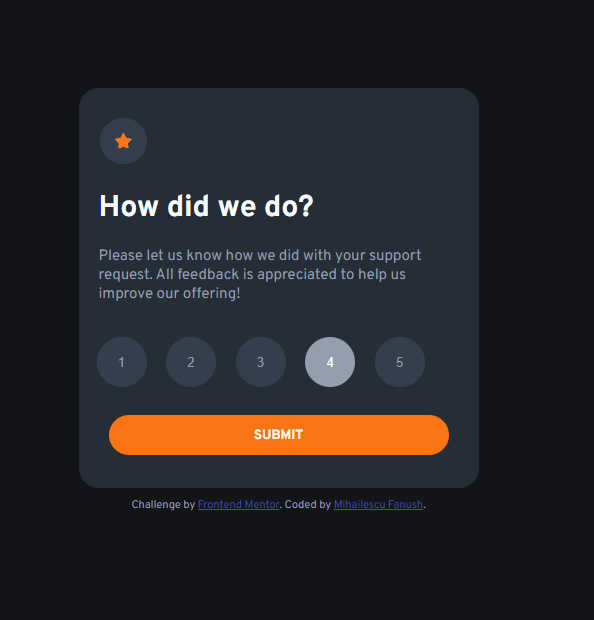 How did we do?
Please let us know how we did with your support
request. All feedback is appreciated to help us
improve our offering!
1 2 3 4 5
SUBMIT
Challenge by Frontend Mentor. Coded by Mihailescu Fanush.